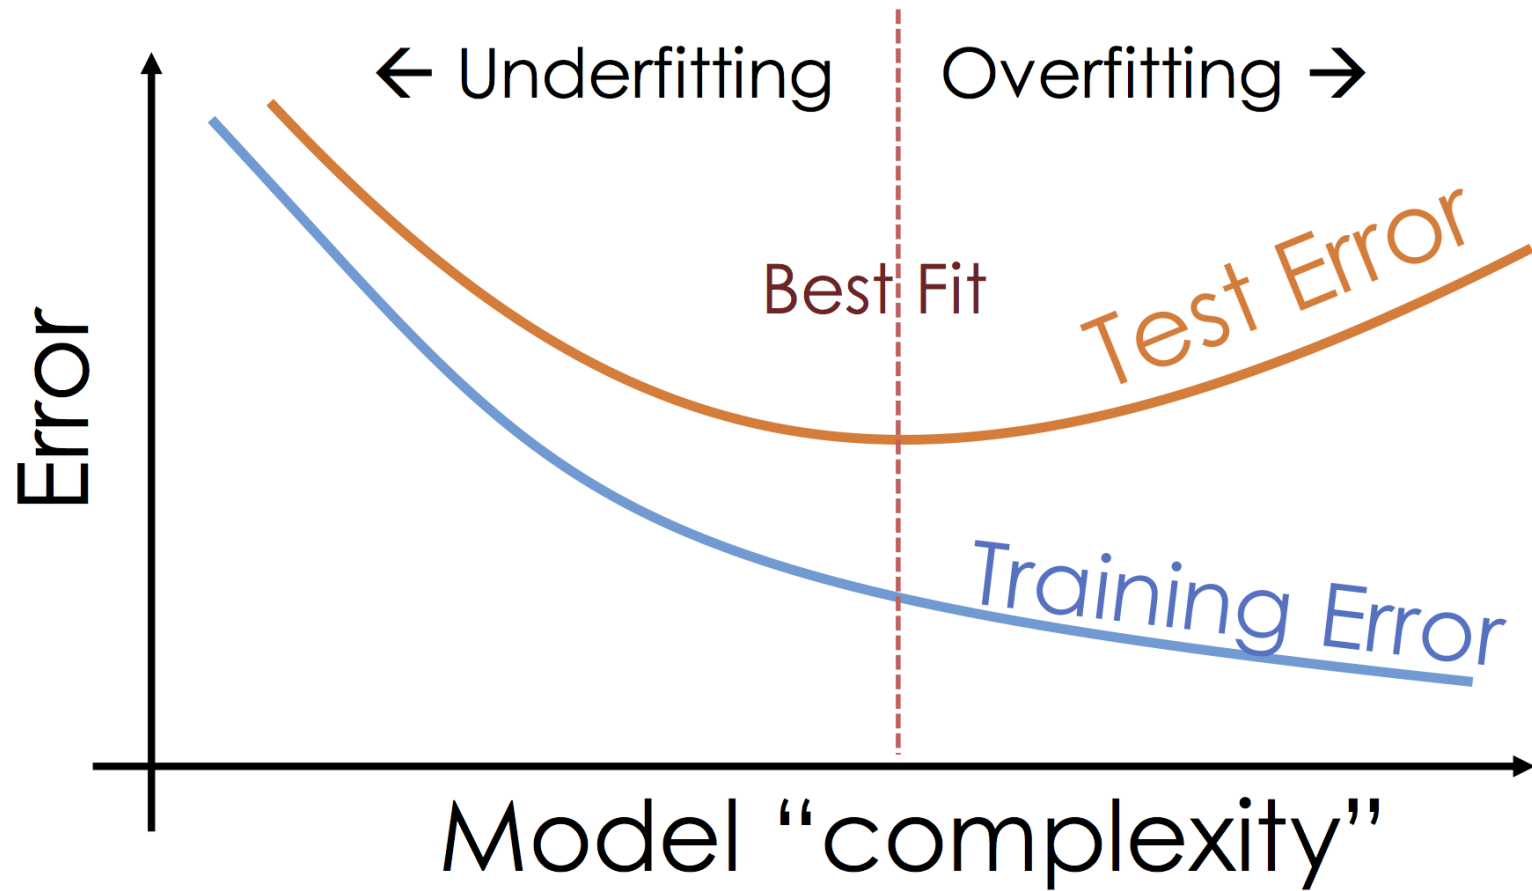 ← Underfitting
Overfitting →
Best Fit
Test Error
Error
Training Error
Model “complexity”